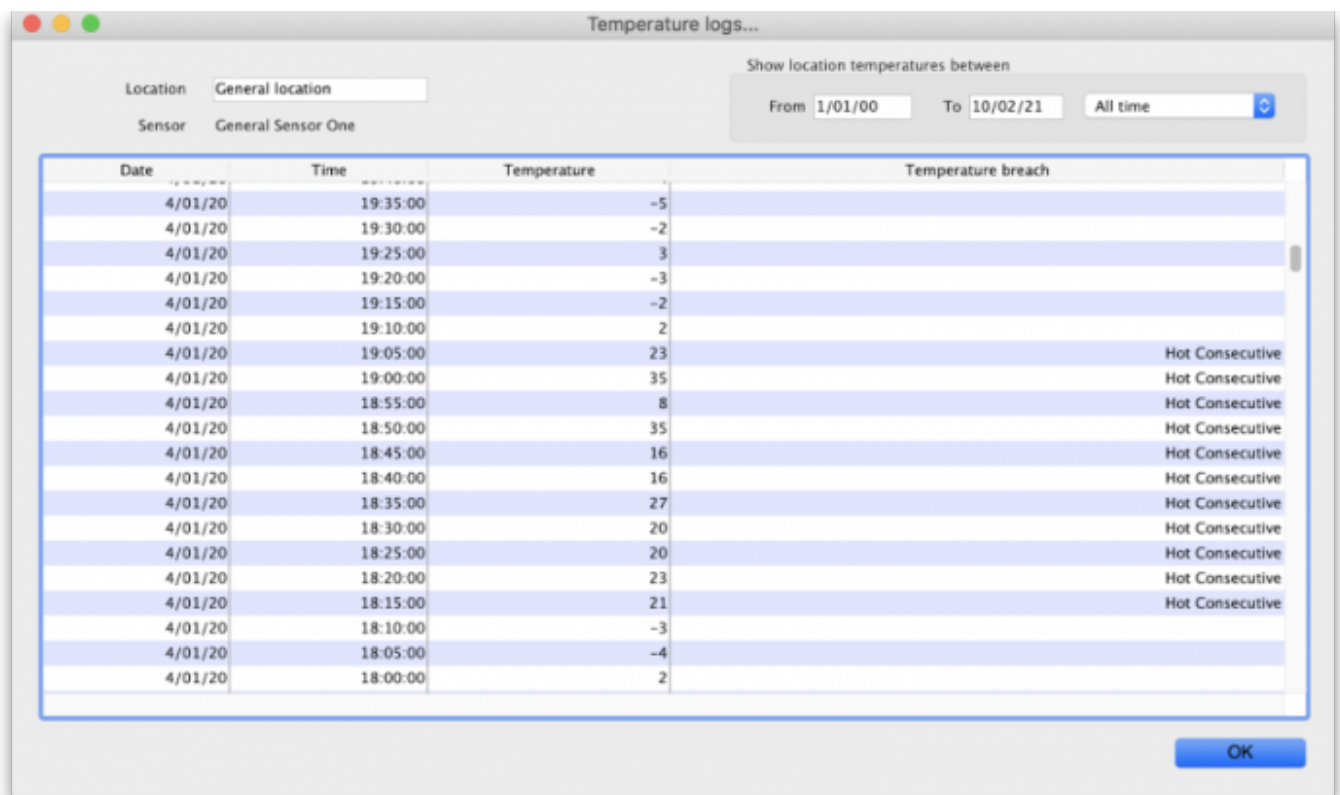 Temperature logs...
Show location temperatures between
Location General location
From 1/01/00 To 10/02/21 All time
Sensor General Sensor One
Date Time Temperature Temperature breach
4/01/20 19:35:00 -5
4/01/20 19:30:00 -2
4/01/20 19:25:00 3
4/01/20 19:20:00 -3
4/01/20 19:15:00 -2
4/01/20 19:10:00 2
4/01/20 19:05:00 23 Hot Consecutive
4/01/20 19:00:00 35 Hot Consecutive
4/01/20 18:55:00 8 Hot Consecutive
4/01/20 18:50:00 35 Hot Consecutive
4/01/20 18:45:00 16 Hot Consecutive
4/01/20 18:40:00 16 Hot Consecutive
4/01/20 18:35:00 27 Hot Consecutive
4/01/20 18:30:00 20 Hot Consecutive
4/01/20 18:25:00 20 Hot Consecutive
4/01/20 18:20:00 23 Hot Consecutive
4/01/20 18:15:00 21 Hot Consecutive
4/01/20 18:10:00 -3
4/01/20 18:05:00 -4
4/01/20 18:00:00 2
OK